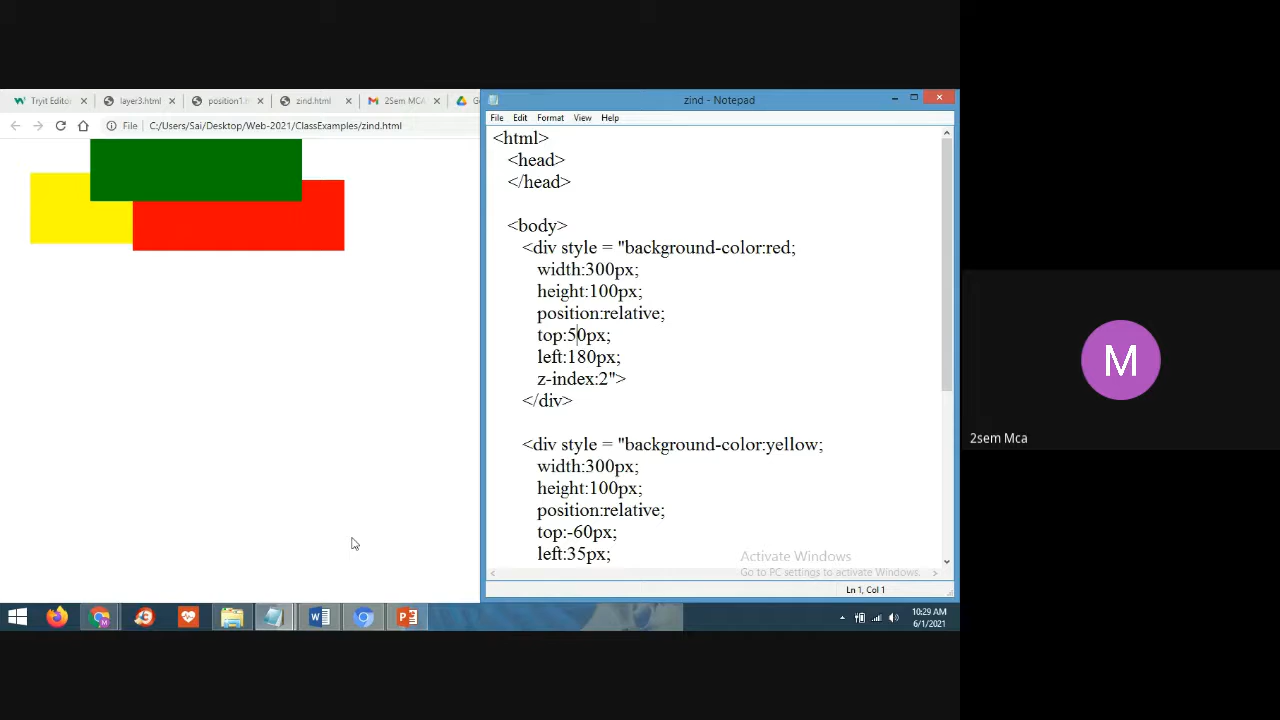 Tryit Edito
layer3.html
position1.h
zind.html
2Sem MCA
G
File
C:/Users/Sai/Desktop/Web-2021/ClassExamples/zind.html
zind - Notepad
File Edit Format View Help
<html>
<head>
</head>
<body>
<div style = "background-color:red;
width:300px;
height:100px;
position:relative;
top:50px;
left:180px;
z-index:2">
</div>
<div style = "background-color:yellow;
width:300px;
height:100px;
position:relative;
top:-60px;
left:35px;
Activate Windows
Go to PC settings to activate Windows.
Ln 1, Col 1
10:29 AM
6/1/2021
M
2sem Mca